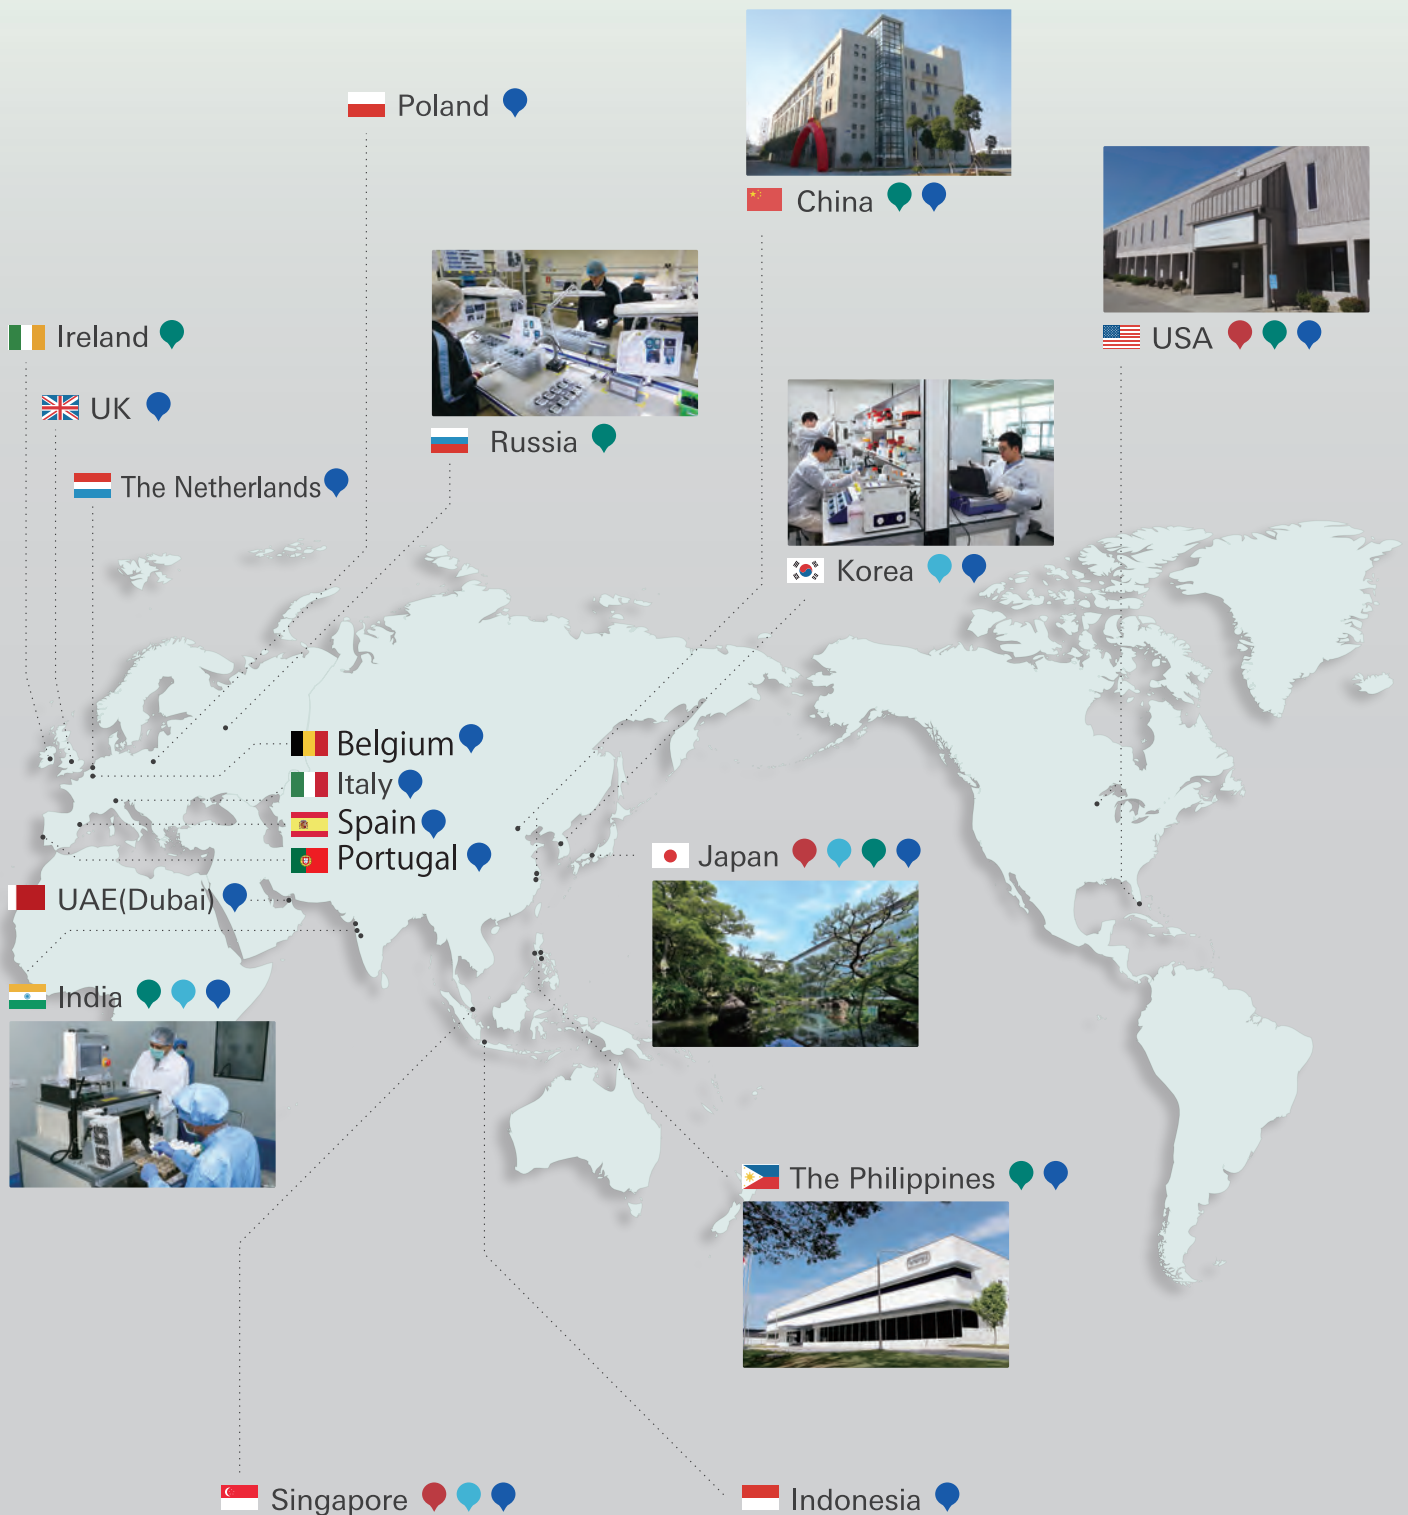 Poland
China
USA
Ireland
UK
Russia
The Netherlands
Korea
Belgium
Italy
Spain
Portugal
Japan
UAE(Dubai)
India
The Philippines
Singapore
Indonesia